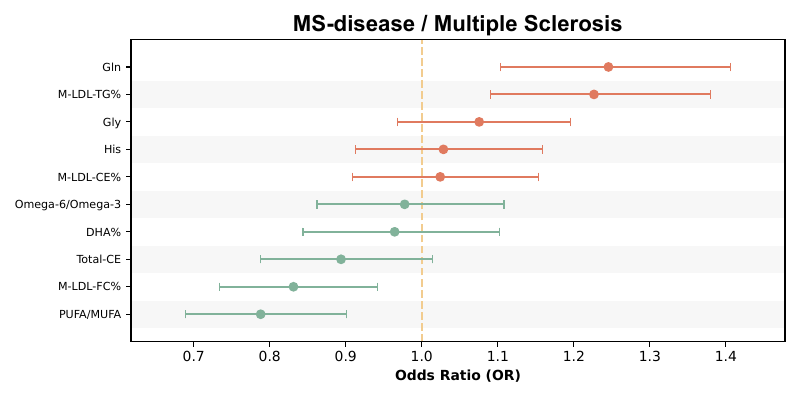 MS-disease / Multiple Sclerosis
Gln
M-LDL-TG%
Gly
His
M-LDL-CE%
Omega-6/Omega-3
DHA%
Total-CE
M-LDL-FC%
PUFA/MUFA
0.7 0.8 0.9 1.0 1.1 1.2 1.3 1.4
Odds Ratio (OR)